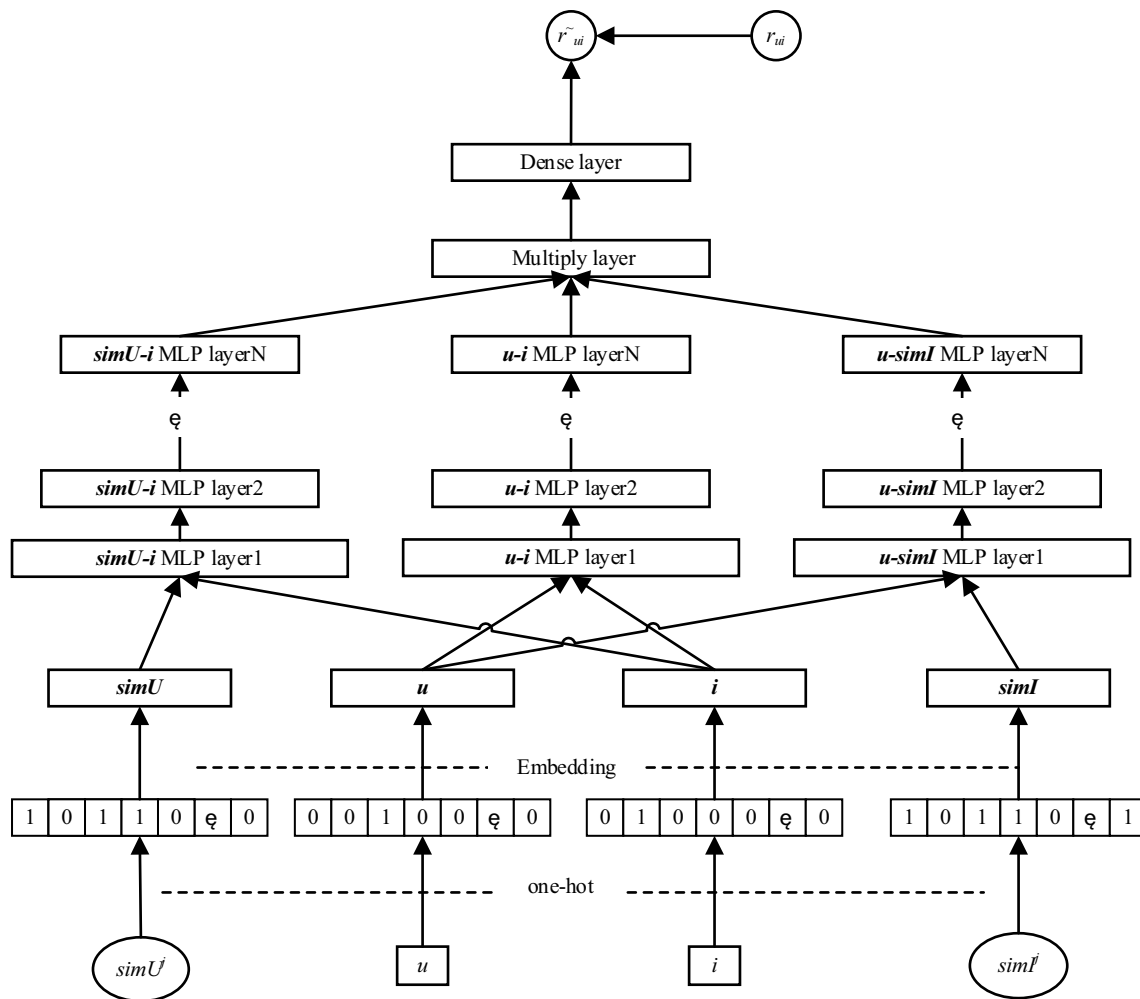 r~ui rui
Dense layer
Multiply layer
simU-i MLP layerN u-i MLP layerN u-simI MLP layerN
ę ę ę
simU-i MLP layer2 u-i MLP layer2 u-simI MLP layer2
simU-i MLP layer1 u-i MLP layer1 u-simI MLP layer1
simU u i simI
Embedding
1 0 1 1 0 ę 0 0 0 1 0 0 ę 0 0 1 0 0 0 ę 0 1 0 1 1 0 ę 1
one-hot
simUʲ u i simIʲ